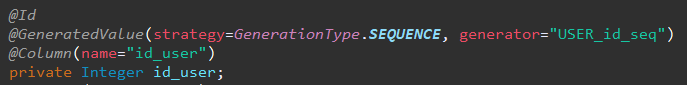 @Id
@GeneratedValue(strategy=GenerationType.SEQUENCE, generator="USER_id_seq")
@Column(name="id_user")
private Integer id_user;